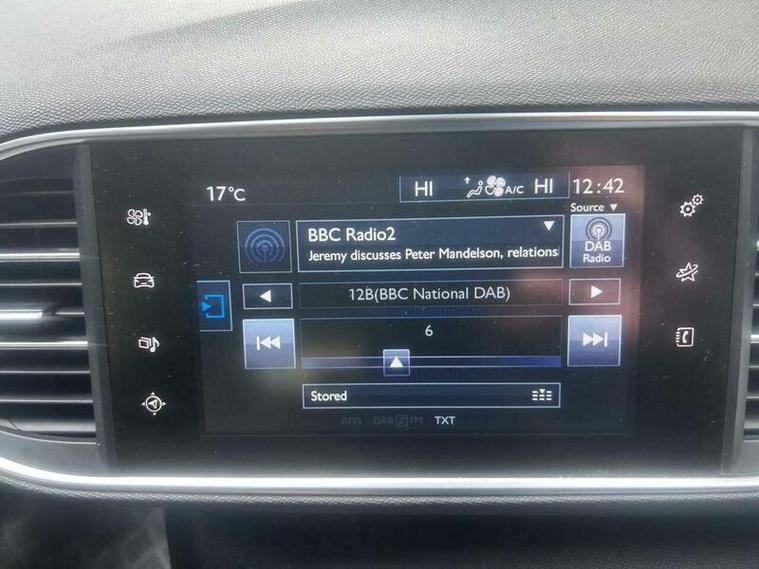 17°C
HI A/C HI 12:42
Source
BBC Radio2
Jeremy discusses Peter Mandelson, relations
DAB
Radio
12B(BBC National DAB)
6
Stored
RDS DAB FM TXT